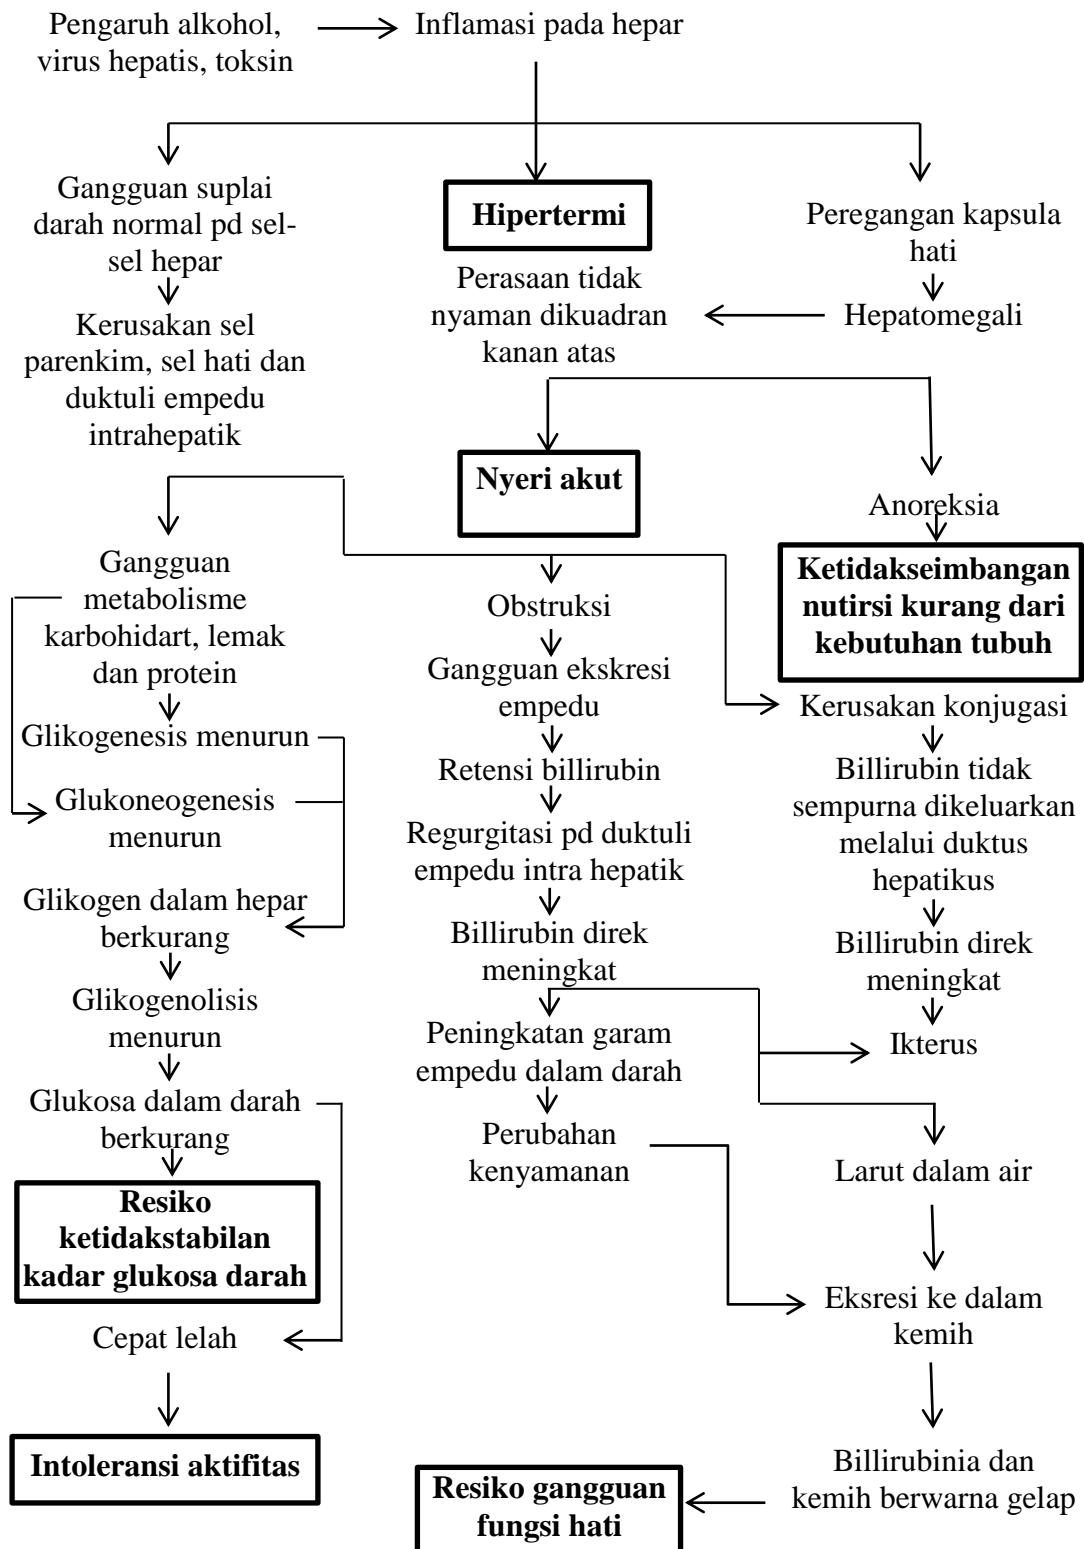 Pengaruh alkohol,
virus hepatis, toksin
Inflamasi pada hepar
Gangguan suplai
darah normal pd sel-
sel hepar
Hipertermi
Peregangan kapsula
hati
Kerusakan sel
parenkim, sel hati dan
duktuli empedu
intrahepatik
Perasaan tidak
nyaman dikuadran
kanan atas
Hepatomegali
Nyeri akut
Anoreksia
Ketidakseimbangan
nutirsi kurang dari
kebutuhan tubuh
Gangguan
metabolisme
karbohidart, lemak
dan protein
Glikogenesis menurun
Glukoneogenesis
menurun
Glikogen dalam hepar
berkurang
Glikogenolisis
menurun
Glukosa dalam darah
berkurang
Resiko
ketidakstabilan
kadar glukosa darah
Cepat lelah
Intoleransi aktifitas
Obstruksi
Gangguan ekskresi
empedu
Retensi billirubin
Regurgitasi pd duktuli
empedu intra hepatik
Billirubin direk
meningkat
Peningkatan garam
empedu dalam darah
Perubahan
kenyamanan
Kerusakan konjugasi
Billirubin tidak
sempurna dikeluarkan
melalui duktus
hepatikus
Billirubin direk
meningkat
Ikterus
Larut dalam air
Eksresi ke dalam
kemih
Billirubinia dan
kemih berwarna gelap
Resiko gangguan
fungsi hati